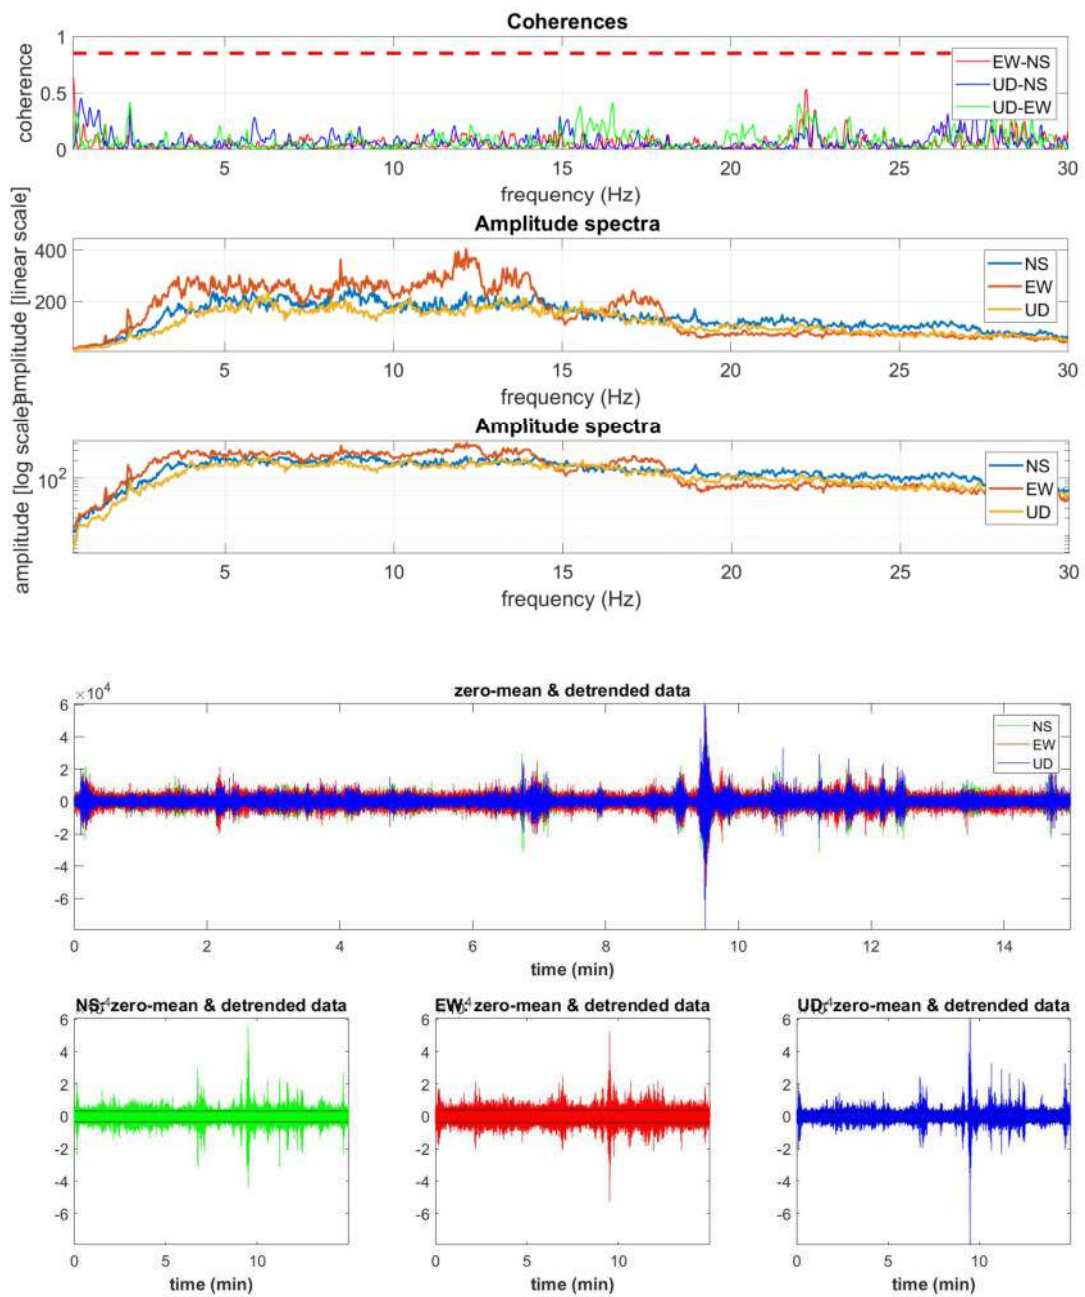 Coherences
1
0.5
0
coherence
EW-NS
UD-NS
UD-EW
5 10 15 20 25 30
frequency (Hz)
Amplitude spectra
400
200
amplitude [linear scale]
NS
EW
UD
5 10 15 20 25 30
frequency (Hz)
Amplitude spectra
10²
amplitude [log scale]
NS
EW
UD
5 10 15 20 25 30
frequency (Hz)
zero-mean & detrended data
×10⁴
6
4
2
0
-2
-4
-6
NS
EW
UD
0 2 4 6 8 10 12 14
time (min)
NS: zero-mean & detrended data
6
4
2
0
-2
-4
-6
0 5 10
time (min)
EW: zero-mean & detrended data
6
4
2
0
-2
-4
-6
0 5 10
time (min)
UD: zero-mean & detrended data
6
4
2
0
-2
-4
-6
0 5 10
time (min)